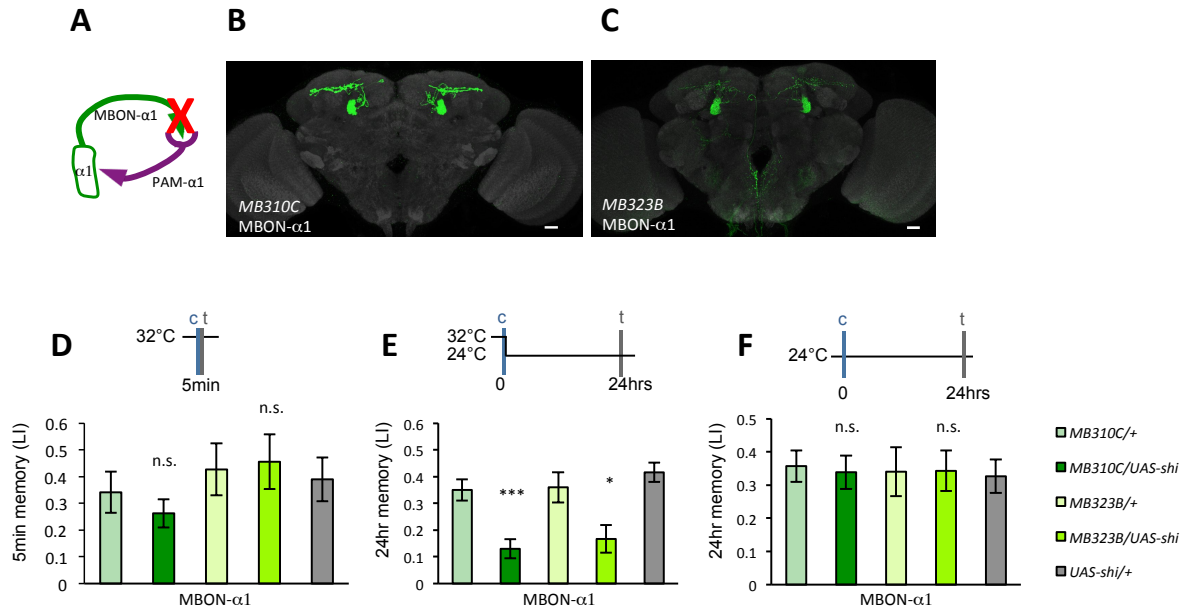 A
B
C
MBON-α1
X
α1
PAM-α1
MB310C
MBON-α1
MB323B
MBON-α1
D
c t
32°C
5min
n.s.
n.s.
0.6
0.5
0.4
0.3
0.2
0.1
0
5min memory (LI)
MBON-α1
E
c
t
32°C
24°C
0
24hrs
***
*
0.6
0.5
0.4
0.3
0.2
0.1
0
24hr memory (LI)
MBON-α1
F
c
t
24°C
0
24hrs
n.s.
n.s.
0.5
0.4
0.3
0.2
0.1
0
24hr memory (LI)
MBON-α1
MB310C/+
MB310C/UAS-shi
MB323B/+
MB323B/UAS-shi
UAS-shi/+